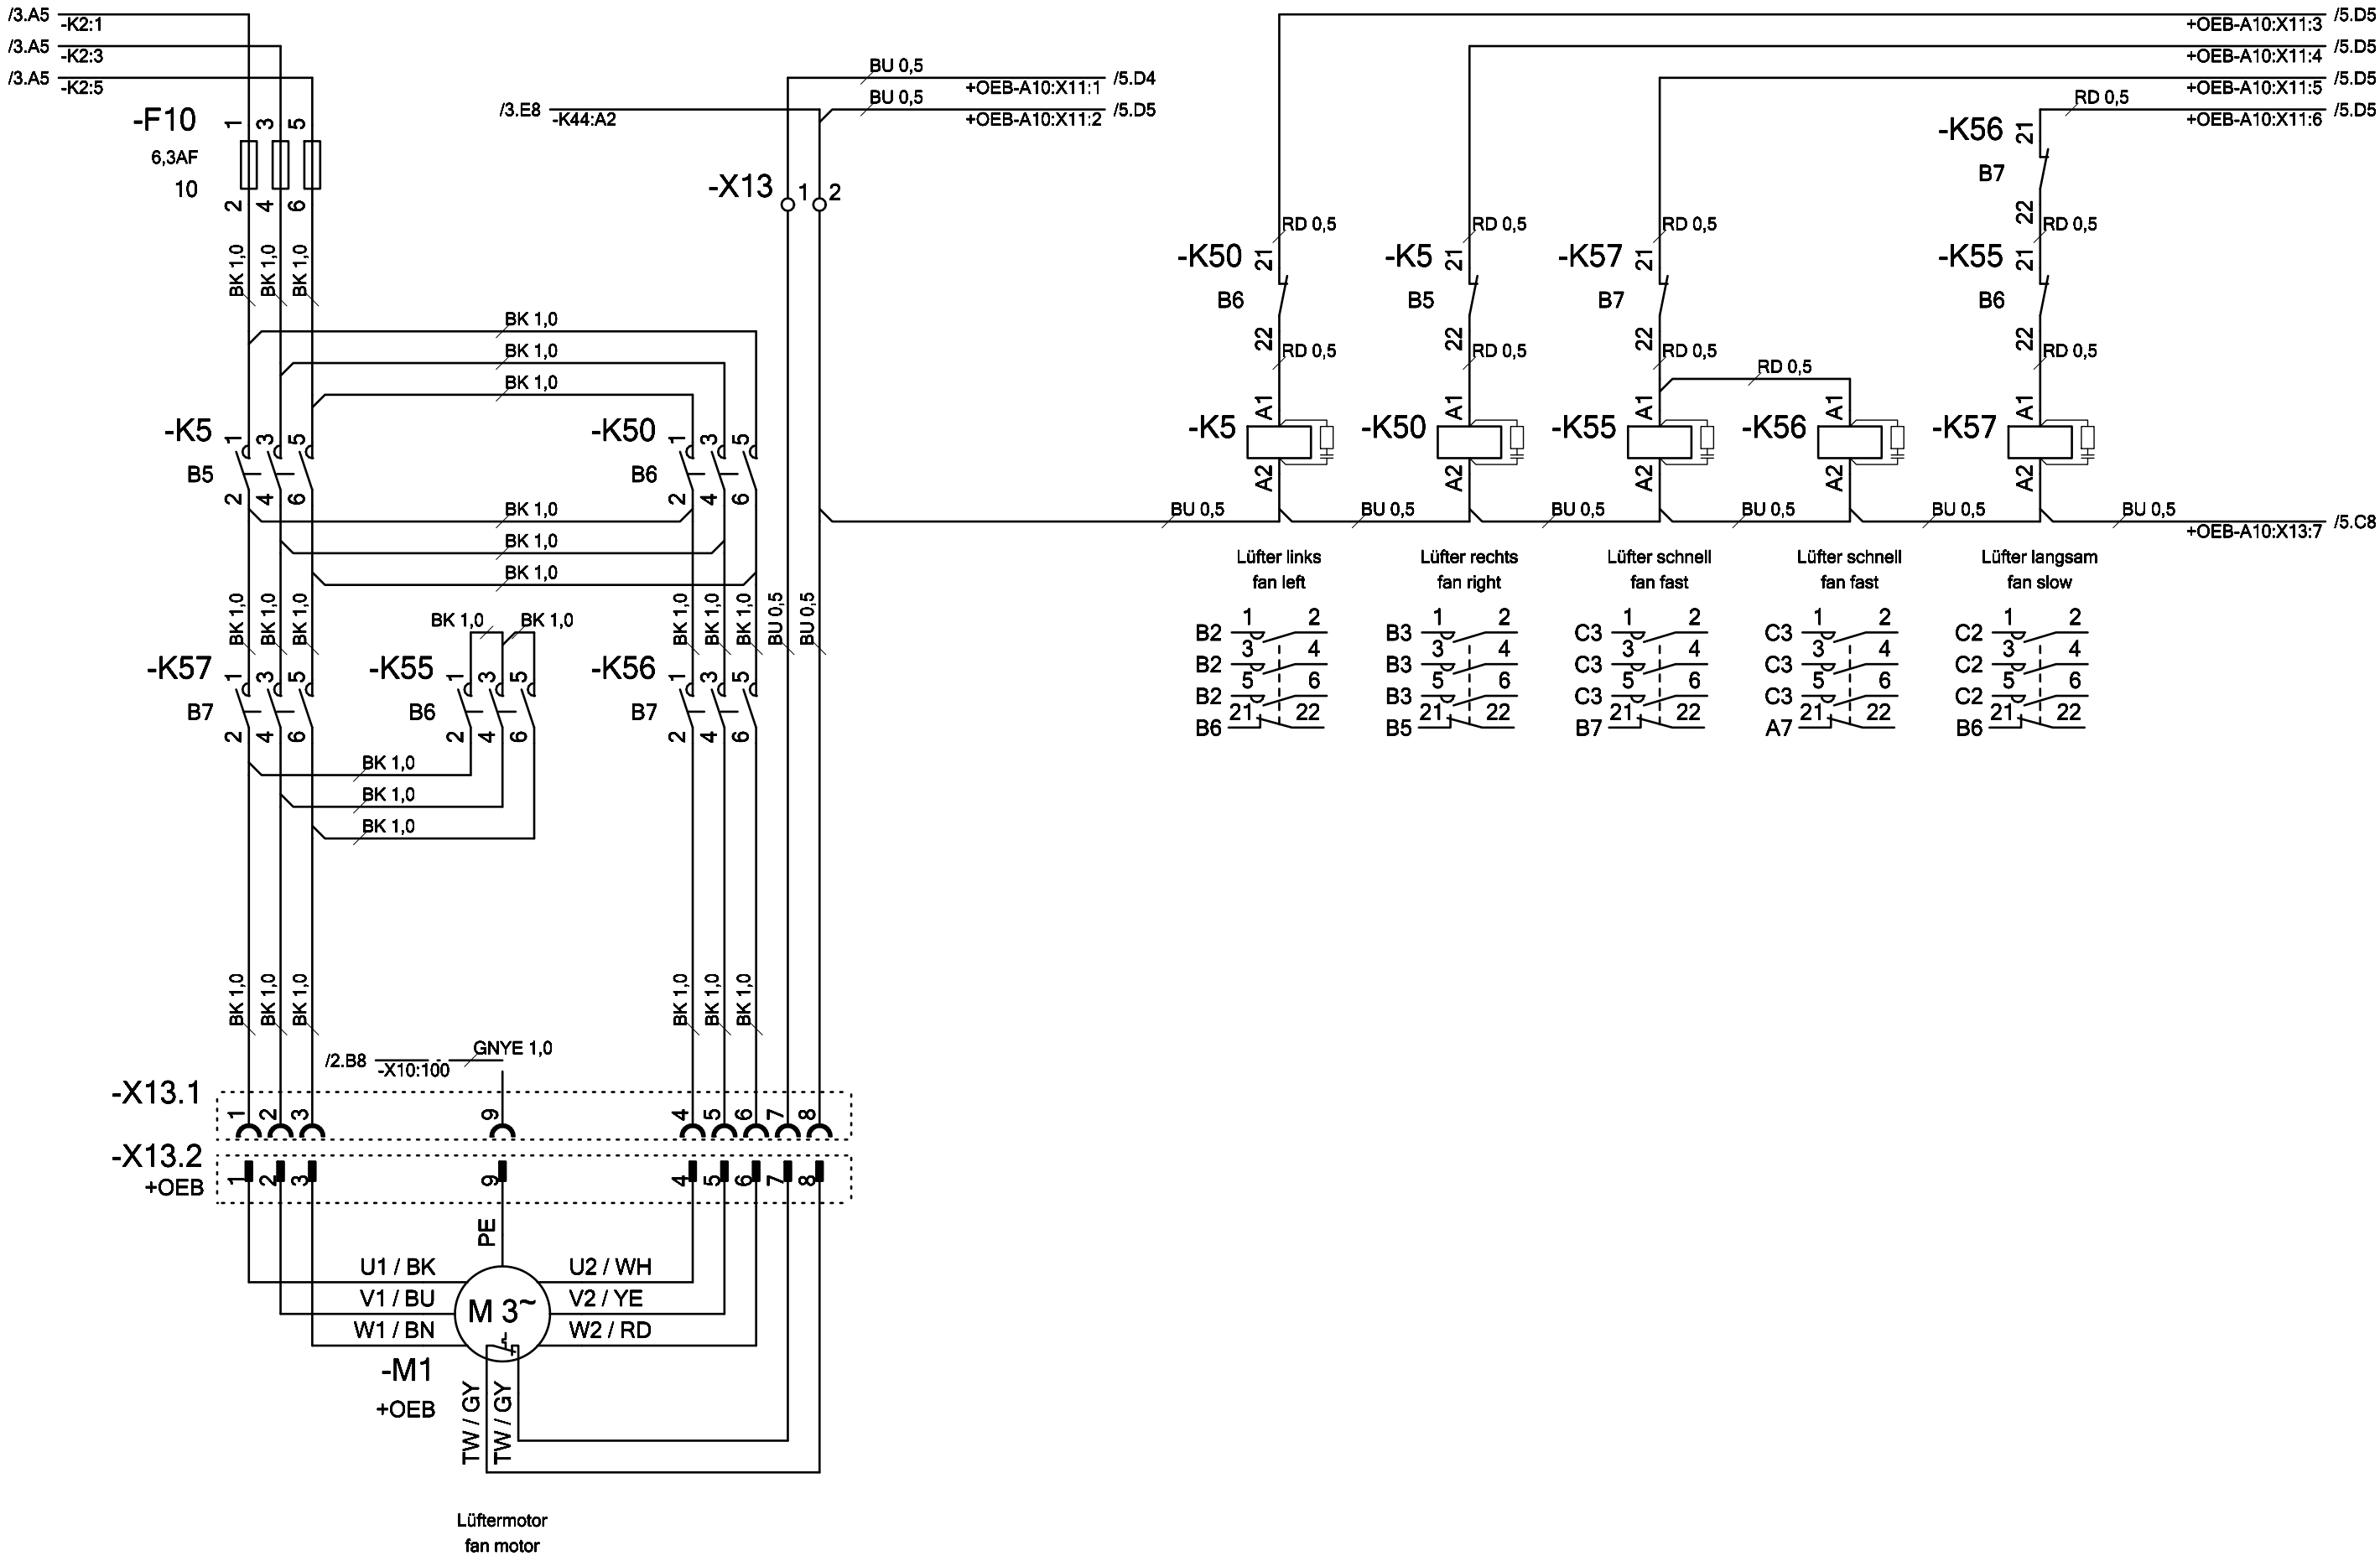 /3.A5 -K2:1
/3.A5 -K2:3
/3.A5 -K2:5
-F10 1 3 5
6,3AF
10
2 4 6
BK 1,0 BK 1,0 BK 1,0
/3.E8 -K44:A2
BU 0,5 +OEB-A10:X11:1 /5.D4
BU 0,5 +OEB-A10:X11:2 /5.D5
-X13 1 2
+OEB-A10:X11:3 /5.D5
+OEB-A10:X11:4 /5.D5
+OEB-A10:X11:5 /5.D5
RD 0,5 +OEB-A10:X11:6 /5.D5
-K56 21
B7
22
RD 0,5 RD 0,5 RD 0,5 RD 0,5
-K50 21 -K5 21 -K57 21 -K55 21
B6 B5 B7 B6
22 22 22 22
RD 0,5 RD 0,5 RD 0,5 RD 0,5
RD 0,5
A1 A1 A1 A1 A1
-K5 -K50 -K55 -K56 -K57
A2 A2 A2 A2 A2
BU 0,5 BU 0,5 BU 0,5 BU 0,5 BU 0,5 BU 0,5 /5.C8
+OEB-A10:X13:7
Lüfter links Lüfter rechts Lüfter schnell Lüfter schnell Lüfter langsam
fan left fan right fan fast fan fast fan slow
1 2 1 2 1 2 1 2 1 2
B2 B3 C3 C3 C2
3 4 3 4 3 4 3 4 3 4
B2 B3 C3 C3 C2
5 6 5 6 5 6 5 6 5 6
B2 B3 C3 C3 C2
21 22 21 22 21 22 21 22 21 22
B6 B5 B7 A7 B6
BK 1,0
BK 1,0
BK 1,0
-K5 1 3 5 -K50 1 3 5
B5 B6
2 4 6 2 4 6
BK 1,0
BK 1,0
BK 1,0
BK 1,0 BK 1,0 BK 1,0 BK 1,0 BK 1,0 BK 1,0 BU 0,5 BU 0,5
BK 1,0 BK 1,0
-K57 1 3 5 -K55 1 3 5 -K56 1 3 5
B7 B6 B7
2 4 6 2 4 6 2 4 6
BK 1,0
BK 1,0
BK 1,0
BK 1,0 BK 1,0 BK 1,0 BK 1,0 BK 1,0 BK 1,0
/2.B8 -X10:100 GNYE 1,0
-X13.1 1 2 3 9 4 5 6 7 8
-X13.2 1 2 3 9 4 5 6 7 8
+OEB
PE
U1 / BK U2 / WH
V1 / BU M 3~ V2 / YE
W1 / BN W2 / RD
-M1
+OEB
TW / GY TW / GY
Lüftermotor
fan motor